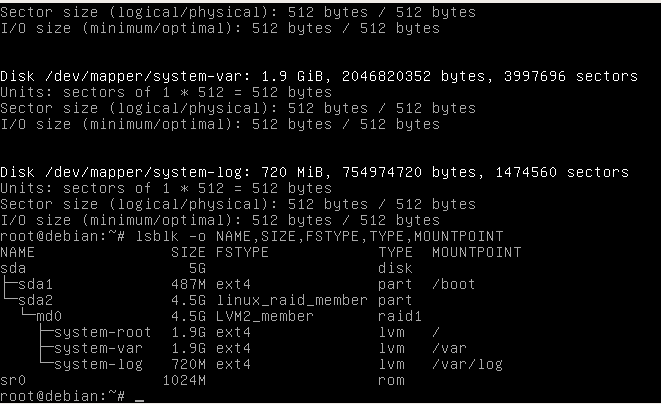 Sector size (logical/physical): 512 bytes / 512 bytes
I/O size (minimum/optimal): 512 bytes / 512 bytes
Disk /dev/mapper/system-var: 1.9 GiB, 2046820352 bytes, 3997696 sectors
Units: sectors of 1 * 512 = 512 bytes
Sector size (logical/physical): 512 bytes / 512 bytes
I/O size (minimum/optimal): 512 bytes / 512 bytes
Disk /dev/mapper/system-log: 720 MiB, 754974720 bytes, 1474560 sectors
Units: sectors of 1 * 512 = 512 bytes
Sector size (logical/physical): 512 bytes / 512 bytes
I/O size (minimum/optimal): 512 bytes / 512 bytes
root@debian:~# lsblk -o NAME,SIZE,FSTYPE,TYPE,MOUNTPOINT
NAME                SIZE FSTYPE            TYPE  MOUNTPOINT
sda                   5G                   disk
├─sda1              487M ext4              part  /boot
└─sda2              4.5G linux_raid_member part
  └─md0             4.5G LVM2_member       raid1
    ├─system-root   1.9G ext4              lvm   /
    ├─system-var    1.9G ext4              lvm   /var
    └─system-log    720M ext4              lvm   /var/log
sr0                1024M                   rom
root@debian:~# _